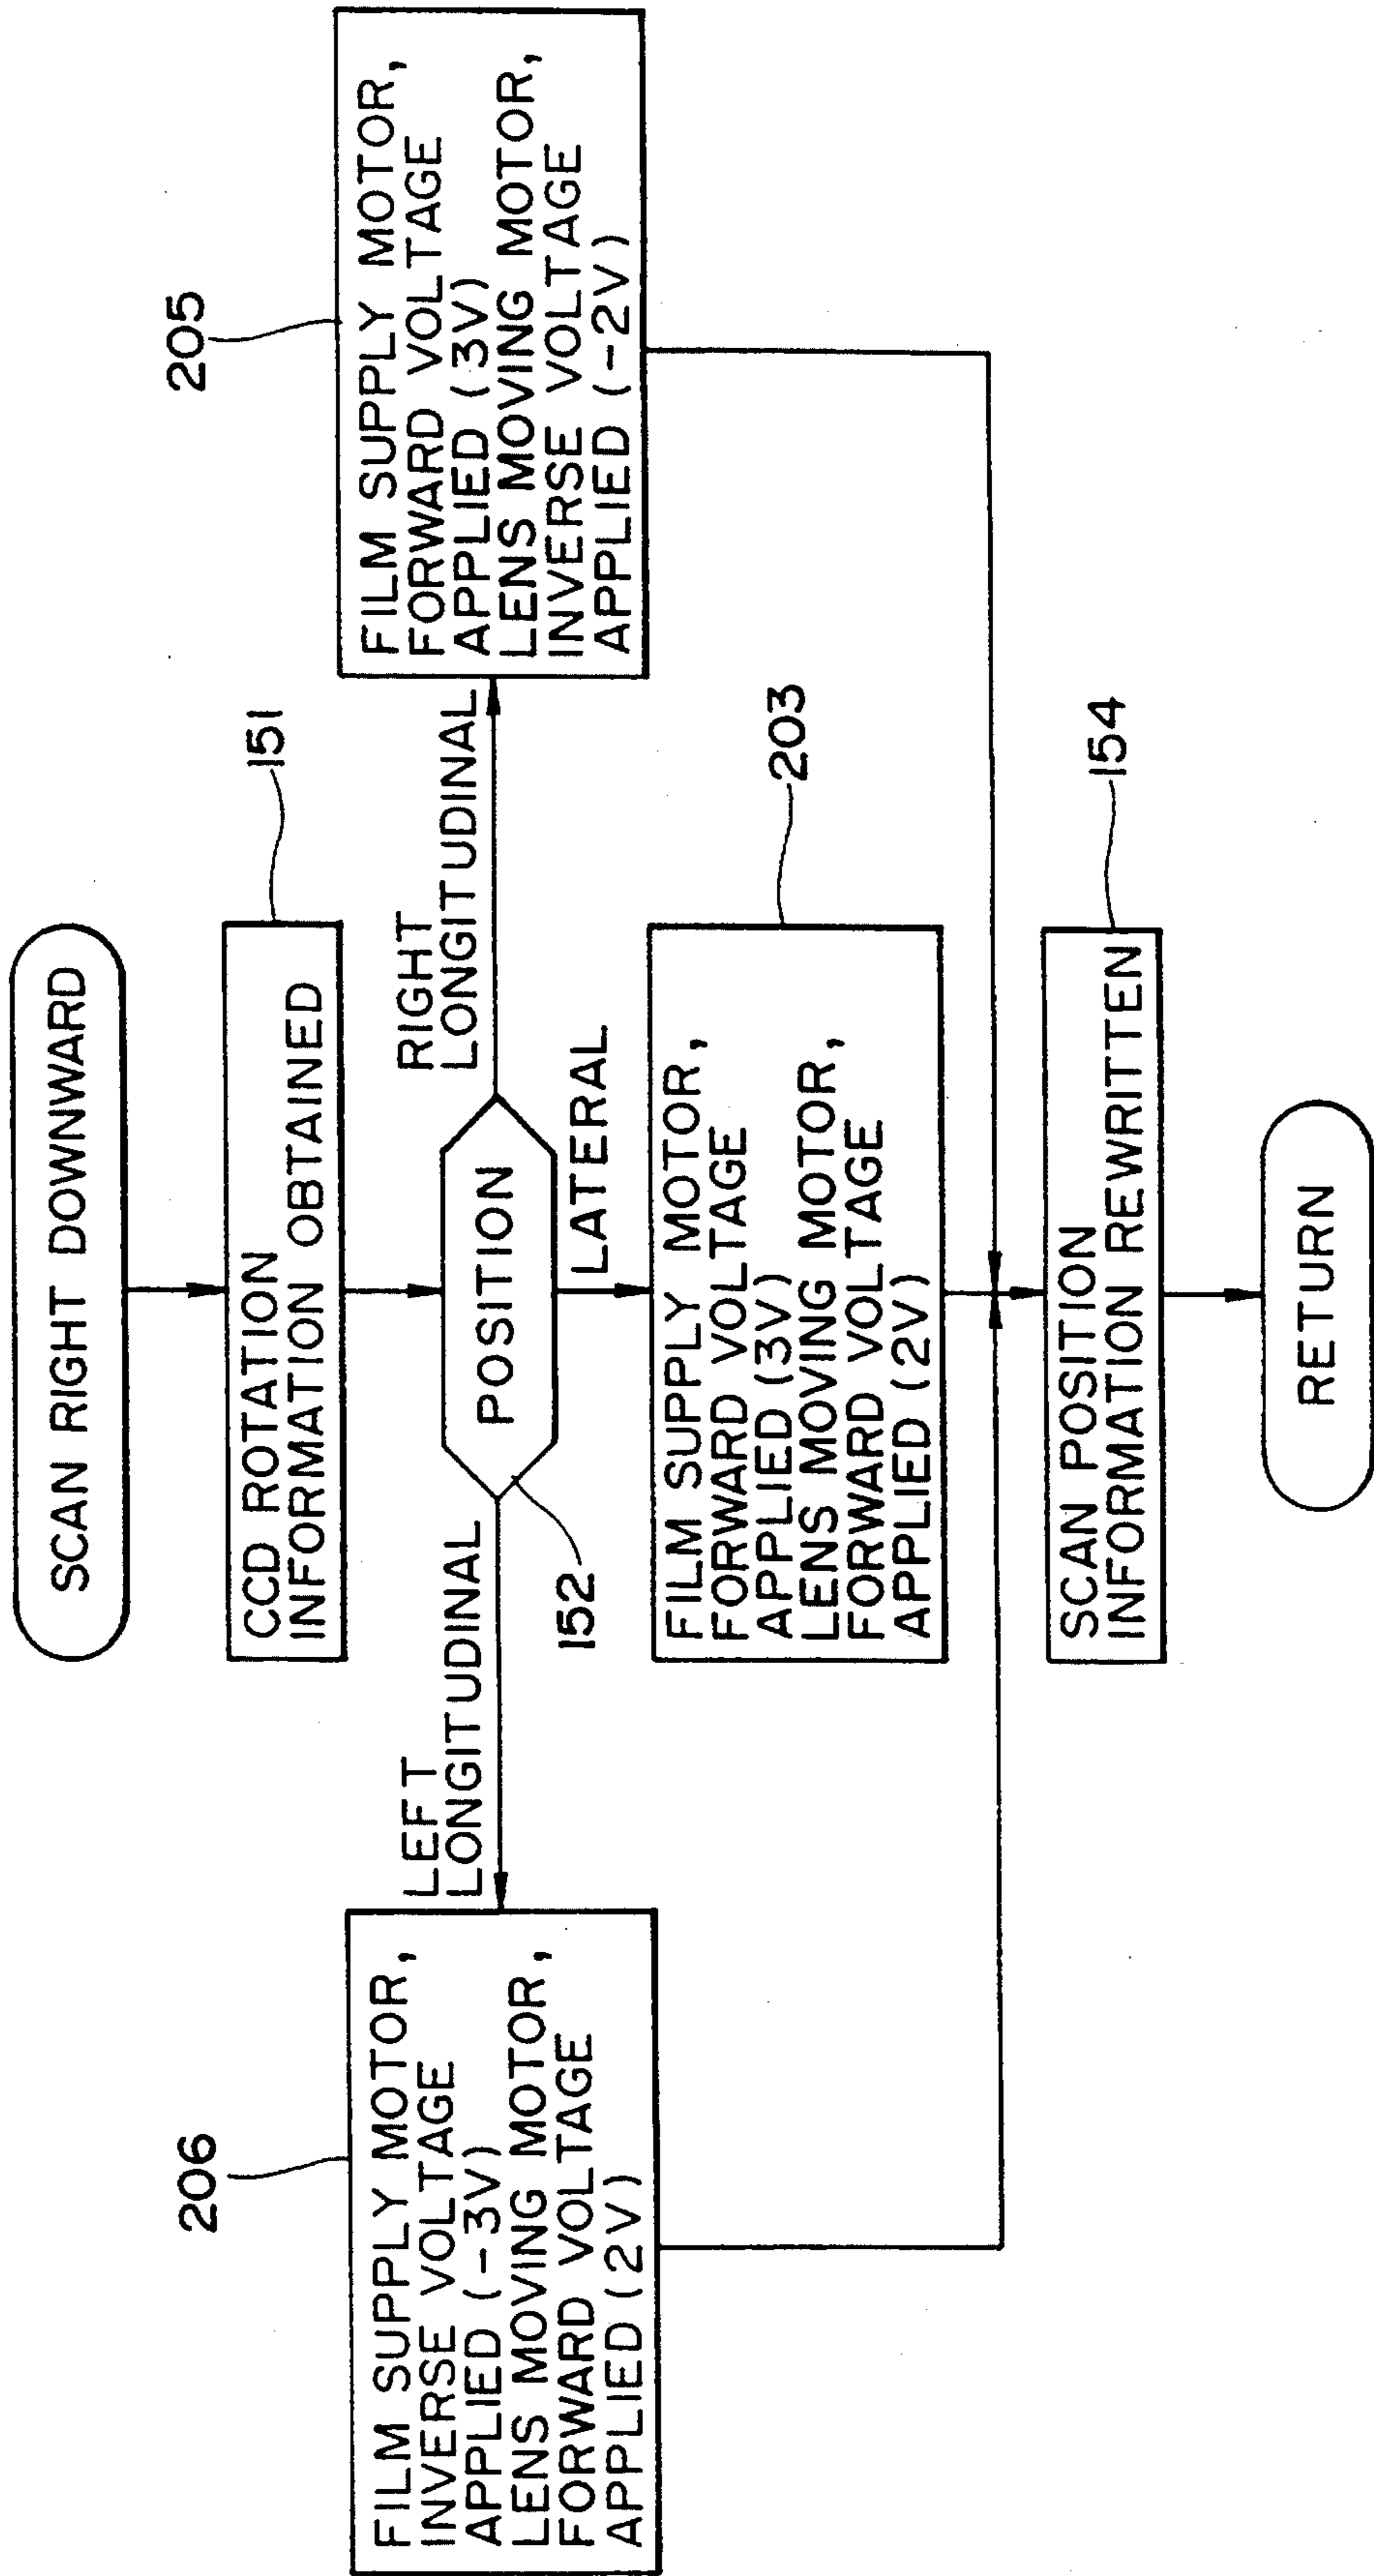 SCAN RIGHT DOWNWARD
151
CCD ROTATION
INFORMATION OBTAINED
POSITION
152
LEFT
LONGITUDINAL
RIGHT
LONGITUDINAL
LATERAL
206
FILM SUPPLY MOTOR,
INVERSE VOLTAGE
APPLIED (-3V)
LENS MOVING MOTOR,
FORWARD VOLTAGE
APPLIED (2V)
203
FILM SUPPLY MOTOR,
FORWARD VOLTAGE
APPLIED (3V)
LENS MOVING MOTOR,
FORWARD VOLTAGE
APPLIED (2V)
205
FILM SUPPLY MOTOR,
FORWARD VOLTAGE
APPLIED (3V)
LENS MOVING MOTOR,
INVERSE VOLTAGE
APPLIED (-2V)
154
SCAN POSITION
INFORMATION REWRITTEN
RETURN